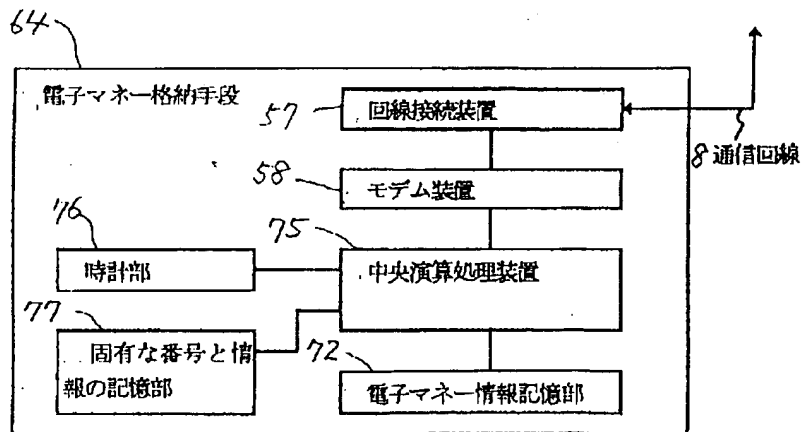 64
電子マネー格納手段
57
回線接続装置
8 通信回線
58
モデム装置
76
75
時計部
中央演算処理装置
77
固有な番号と情
報の記憶部
72
電子マネー情報記憶部